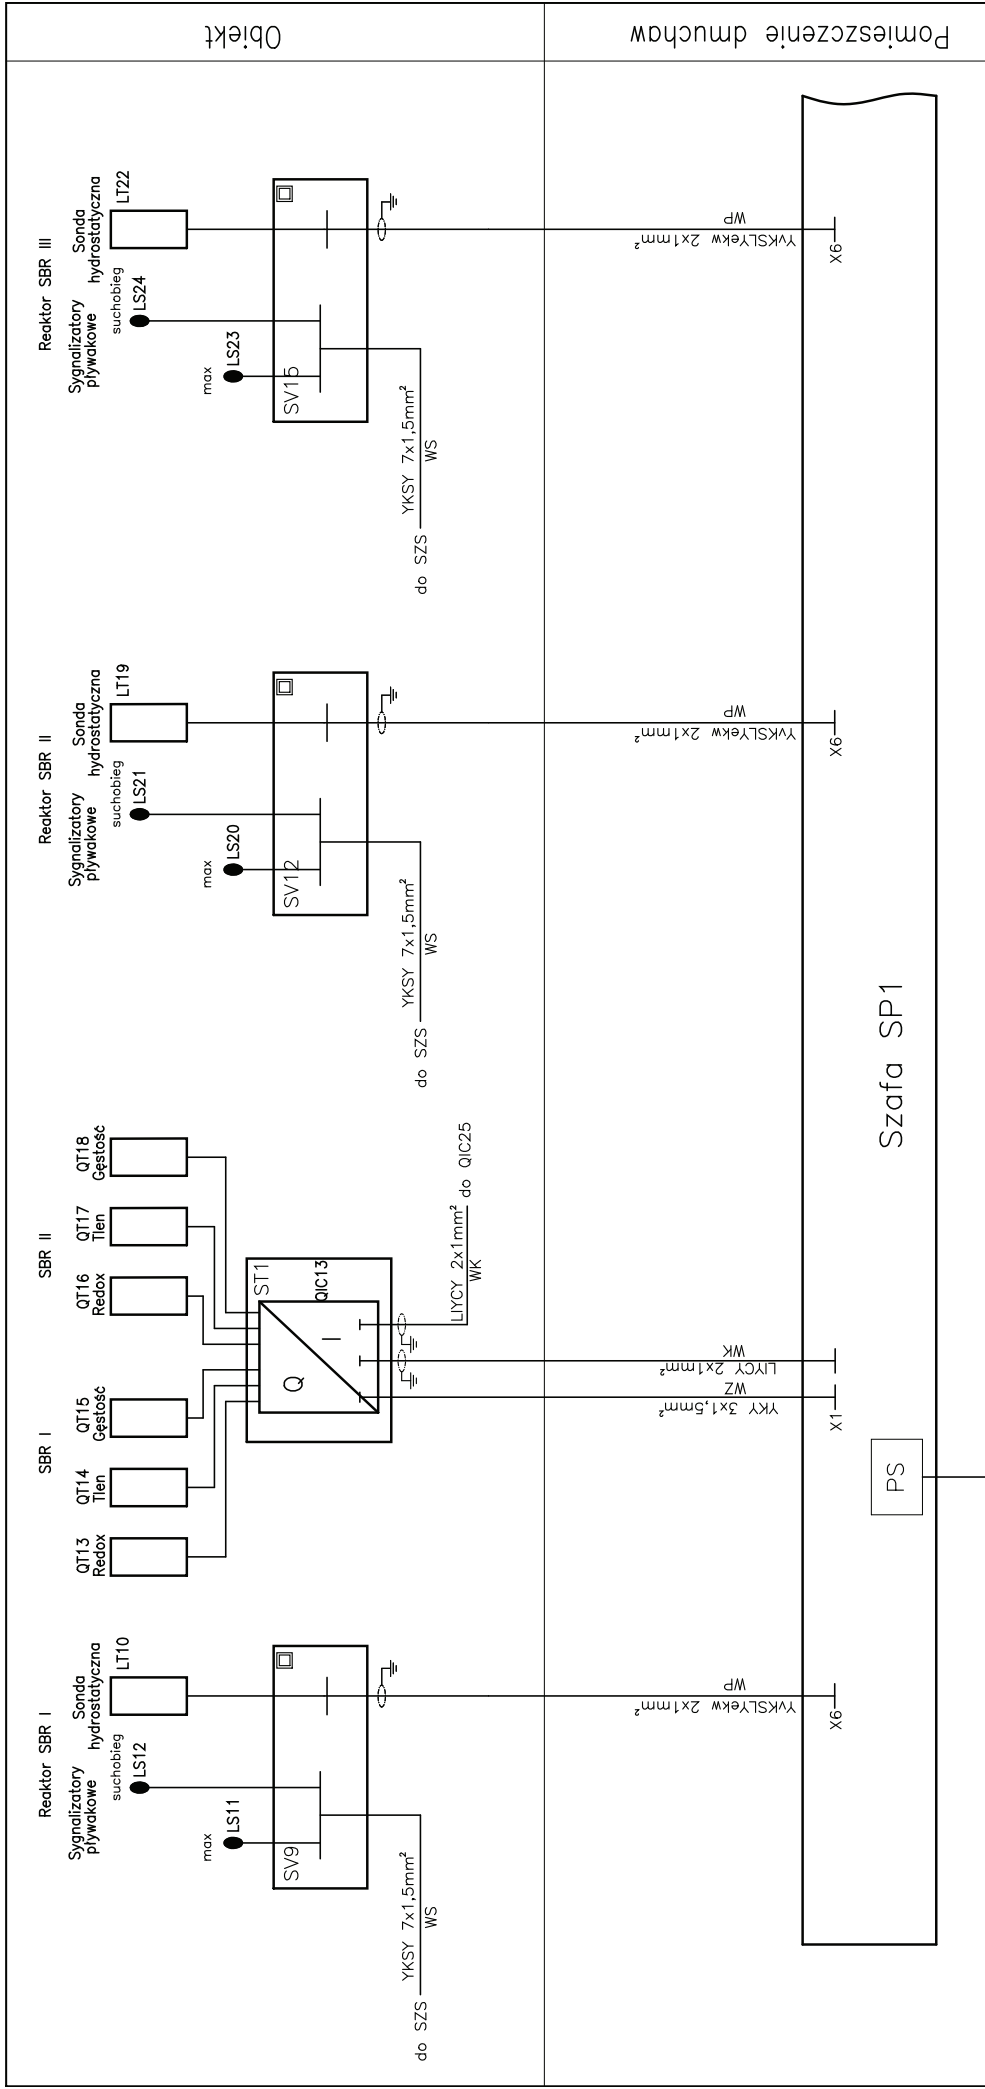 Obiekt
Pomieszczenie dmuchaw
Reaktor SBR I
Sygnalizatory
pływakowe
max
LS11
suchobieg
LS12
Sonda
hydrostatyczna
LT10
SV9
do SZS
YKSY 7x1,5mm²
WS
YvKSLYekw 2x1mm²
WP
X6
SBR I
QT13
Redox
QT14
Tlen
QT15
Gęstość
SBR II
QT16
Redox
QT17
Tlen
QT18
Gęstość
ST1
QIC13
Q
I
LIYCY 2x1mm²
WK
do QIC25
YKY 3x1,5mm²
WZ
X1
LIYCY 2x1mm²
WK
Reaktor SBR II
Sygnalizatory
pływakowe
max
LS20
suchobieg
LS21
Sonda
hydrostatyczna
LT19
SV12
do SZS
YKSY 7x1,5mm²
WS
YvKSLYekw 2x1mm²
WP
X6
Reaktor SBR III
Sygnalizatory
pływakowe
max
LS23
suchobieg
LS24
Sonda
hydrostatyczna
LT22
SV15
do SZS
YKSY 7x1,5mm²
WS
YvKSLYekw 2x1mm²
WP
X6
PS
Szafa SP1